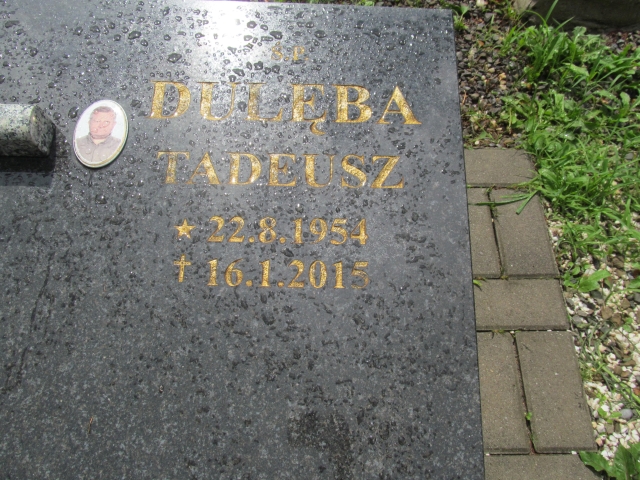 Ś.P.
DULĘBA
TADEUSZ
★ 22.8.1954
✝ 16.1.2015